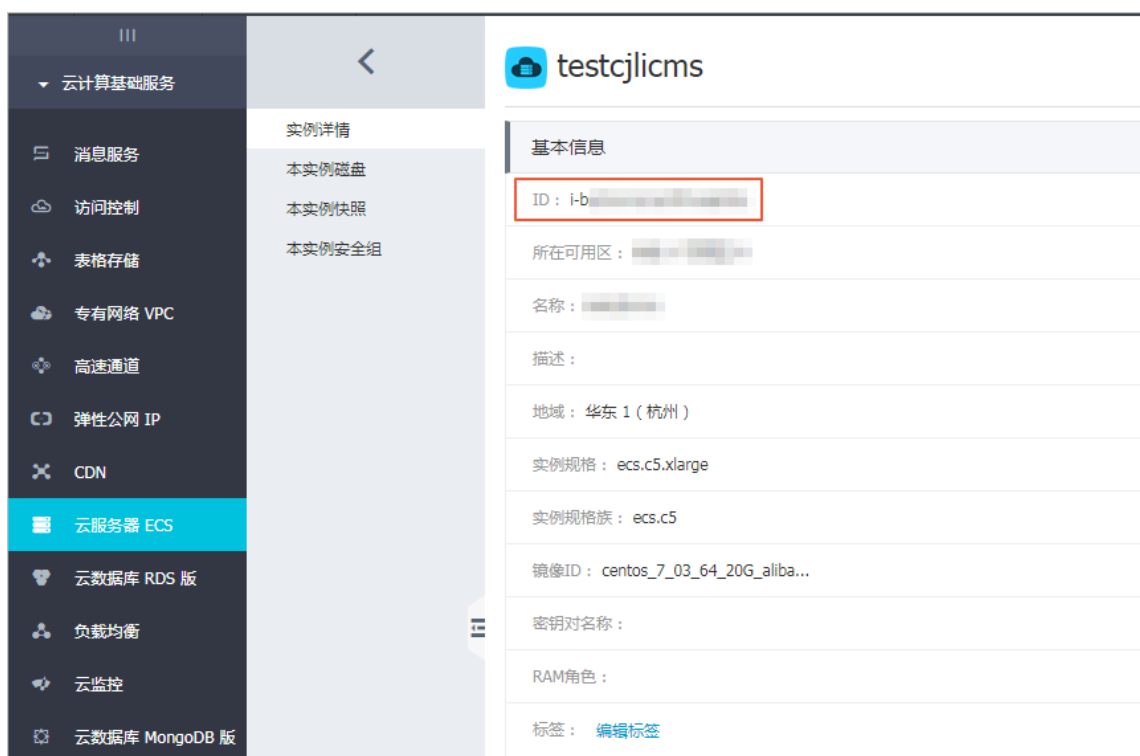 云计算基础服务
消息服务
访问控制
表格存储
专有网络 VPC
高速通道
弹性公网 IP
CDN
云服务器 ECS
云数据库 RDS 版
负载均衡
云监控
云数据库 MongoDB 版
实例详情
本实例磁盘
本实例快照
本实例安全组
testcjlicms
基本信息
ID： i-b
所在可用区：
名称：
描述：
地域： 华东 1（杭州）
实例规格： ecs.c5.xlarge
实例规格族： ecs.c5
镜像ID： centos_7_03_64_20G_aliba...
密钥对名称：
RAM角色：
标签： 编辑标签